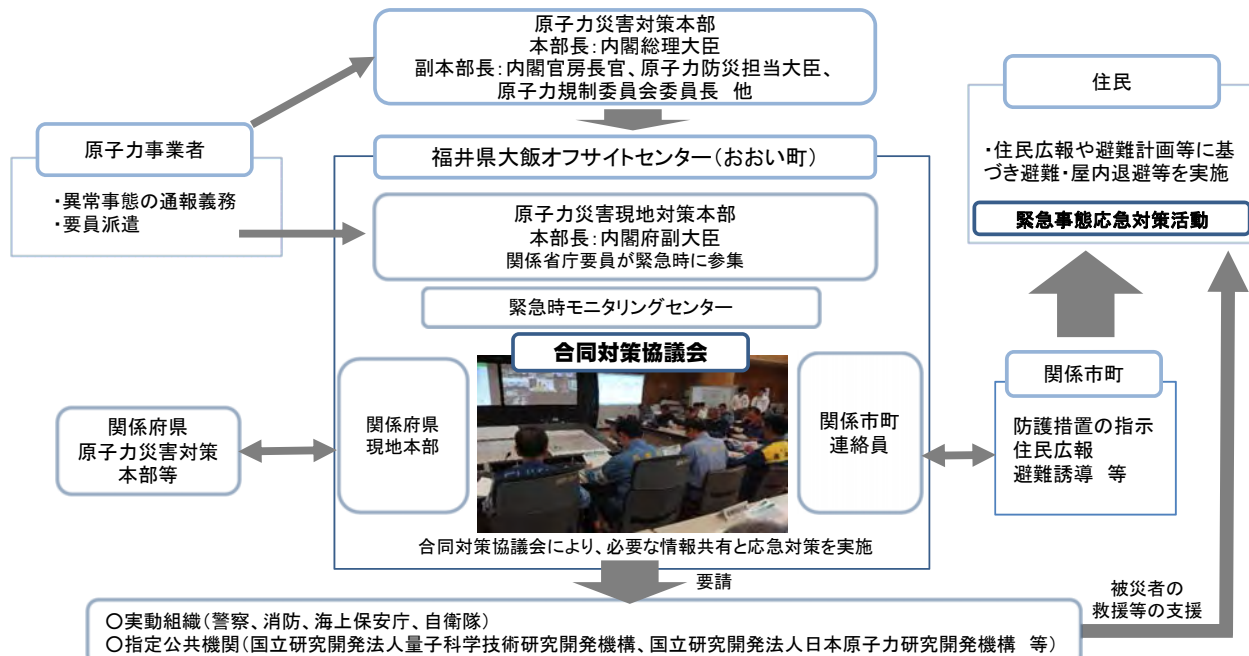 原子力災害対策本部
本部長：内閣総理大臣
副本部長：内閣官房長官、原子力防災担当大臣、
原子力規制委員会委員長 他
原子力事業者
・異常事態の通報義務
・要員派遣
福井県大飯オフサイトセンター（おおい町）
原子力災害現地対策本部
本部長：内閣府副大臣
関係省庁要員が緊急時に参集
緊急時モニタリングセンター
合同対策協議会
関係府県
現地本部
関係市町
連絡員
合同対策協議会により、必要な情報共有と応急対策を実施
関係府県
原子力災害対策
本部等
住民
・住民広報や避難計画等に基
づき避難・屋内退避等を実施
緊急事態応急対策活動
関係市町
防護措置の指示
住民広報
避難誘導 等
要請
被災者の
救援等の支援
○実動組織（警察、消防、海上保安庁、自衛隊）
○指定公共機関（国立研究開発法人量子科学技術研究開発機構、国立研究開発法人日本原子力研究開発機構 等）